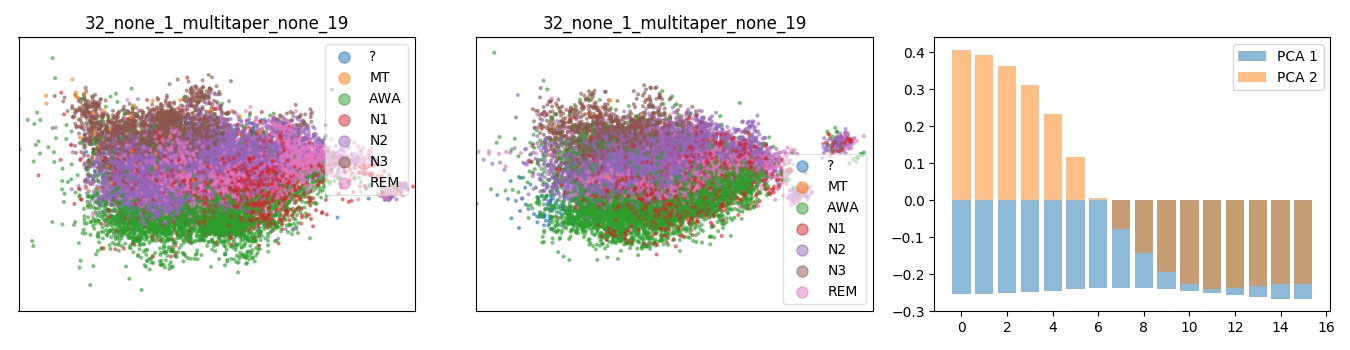 32_none_1_multitaper_none_19
?
MT
AWA
N1
N2
N3
REM
32_none_1_multitaper_none_19
?
MT
AWA
N1
N2
N3
REM
PCA 1
PCA 2
0.4
0.3
0.2
0.1
0.0
−0.1
−0.2
−0.3
0 2 4 6 8 10 12 14 16